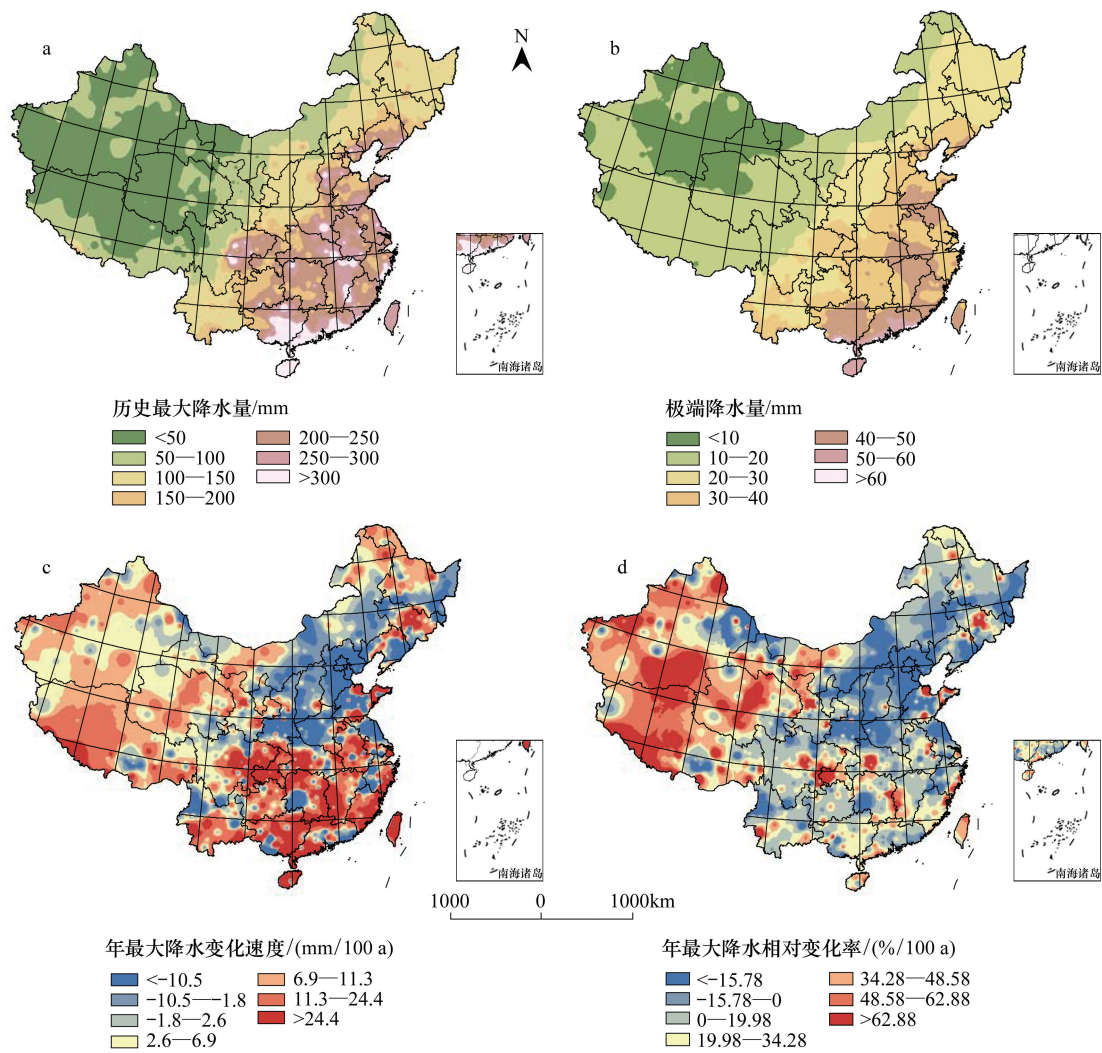 a
N
b
南海诸岛
南海诸岛
历史最大降水量/mm
<50
200—250
50—100
250—300
100—150
>300
150—200
极端降水量/mm
<10
40—50
10—20
50—60
20—30
>60
30—40
c
d
南海诸岛
南海诸岛
1000 0 1000km
年最大降水变化速度/(mm/100 a)
<-10.5
6.9—11.3
-10.5—-1.8
11.3—24.4
-1.8—2.6
>24.4
2.6—6.9
年最大降水相对变化率/(%/100 a)
<-15.78
34.28—48.58
-15.78—0
48.58—62.88
0—19.98
>62.88
19.98—34.28